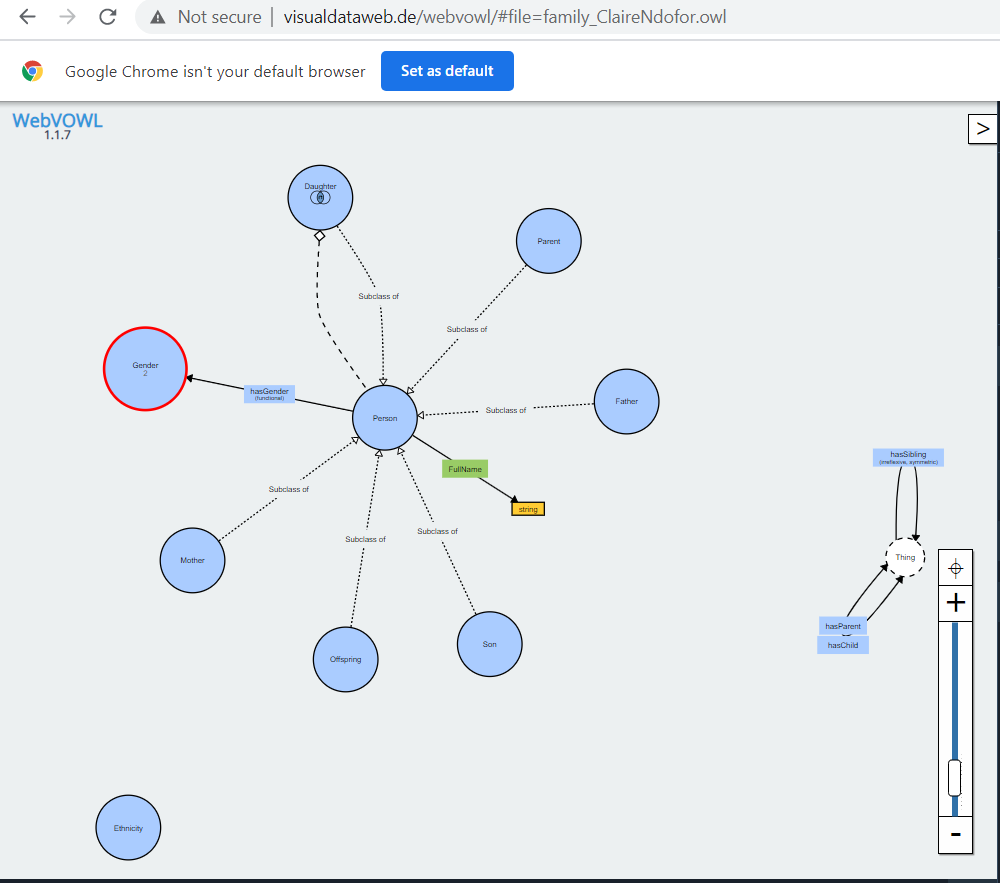 Not secure
visualdataweb.de/webvowl/#file=family_ClaireNdofor.owl
Google Chrome isn't your default browser
Set as default
WebVOWL
1.1.7
>
Daughter
Parent
Subclass of
Subclass of
Gender
2
hasGender
(functional)
Person
Subclass of
Father
FullName
string
hasSibling
(irreflexive, symmetric)
Subclass of
Subclass of
Subclass of
Mother
Thing
+
hasParent
hasChild
Offspring
Son
Ethnicity
-